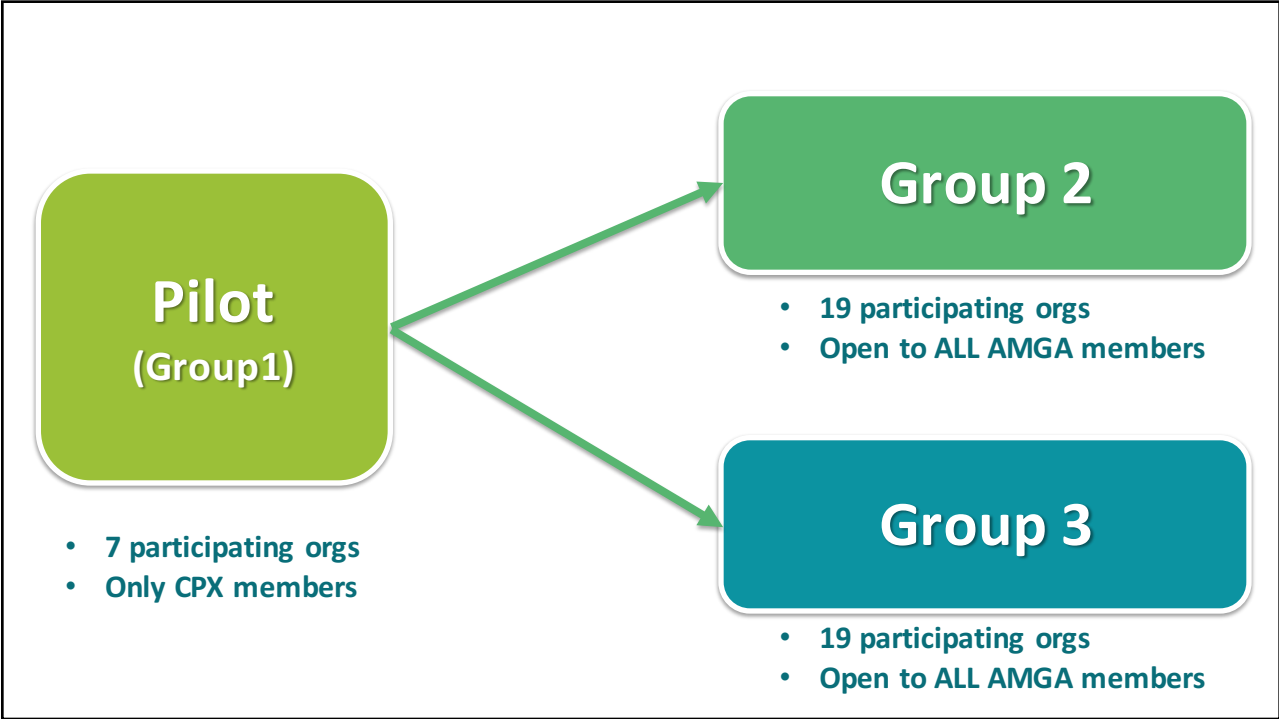 Pilot
(Group1)
• 7 participating orgs
• Only CPX members
Group 2
• 19 participating orgs
• Open to ALL AMGA members
Group 3
• 19 participating orgs
• Open to ALL AMGA members